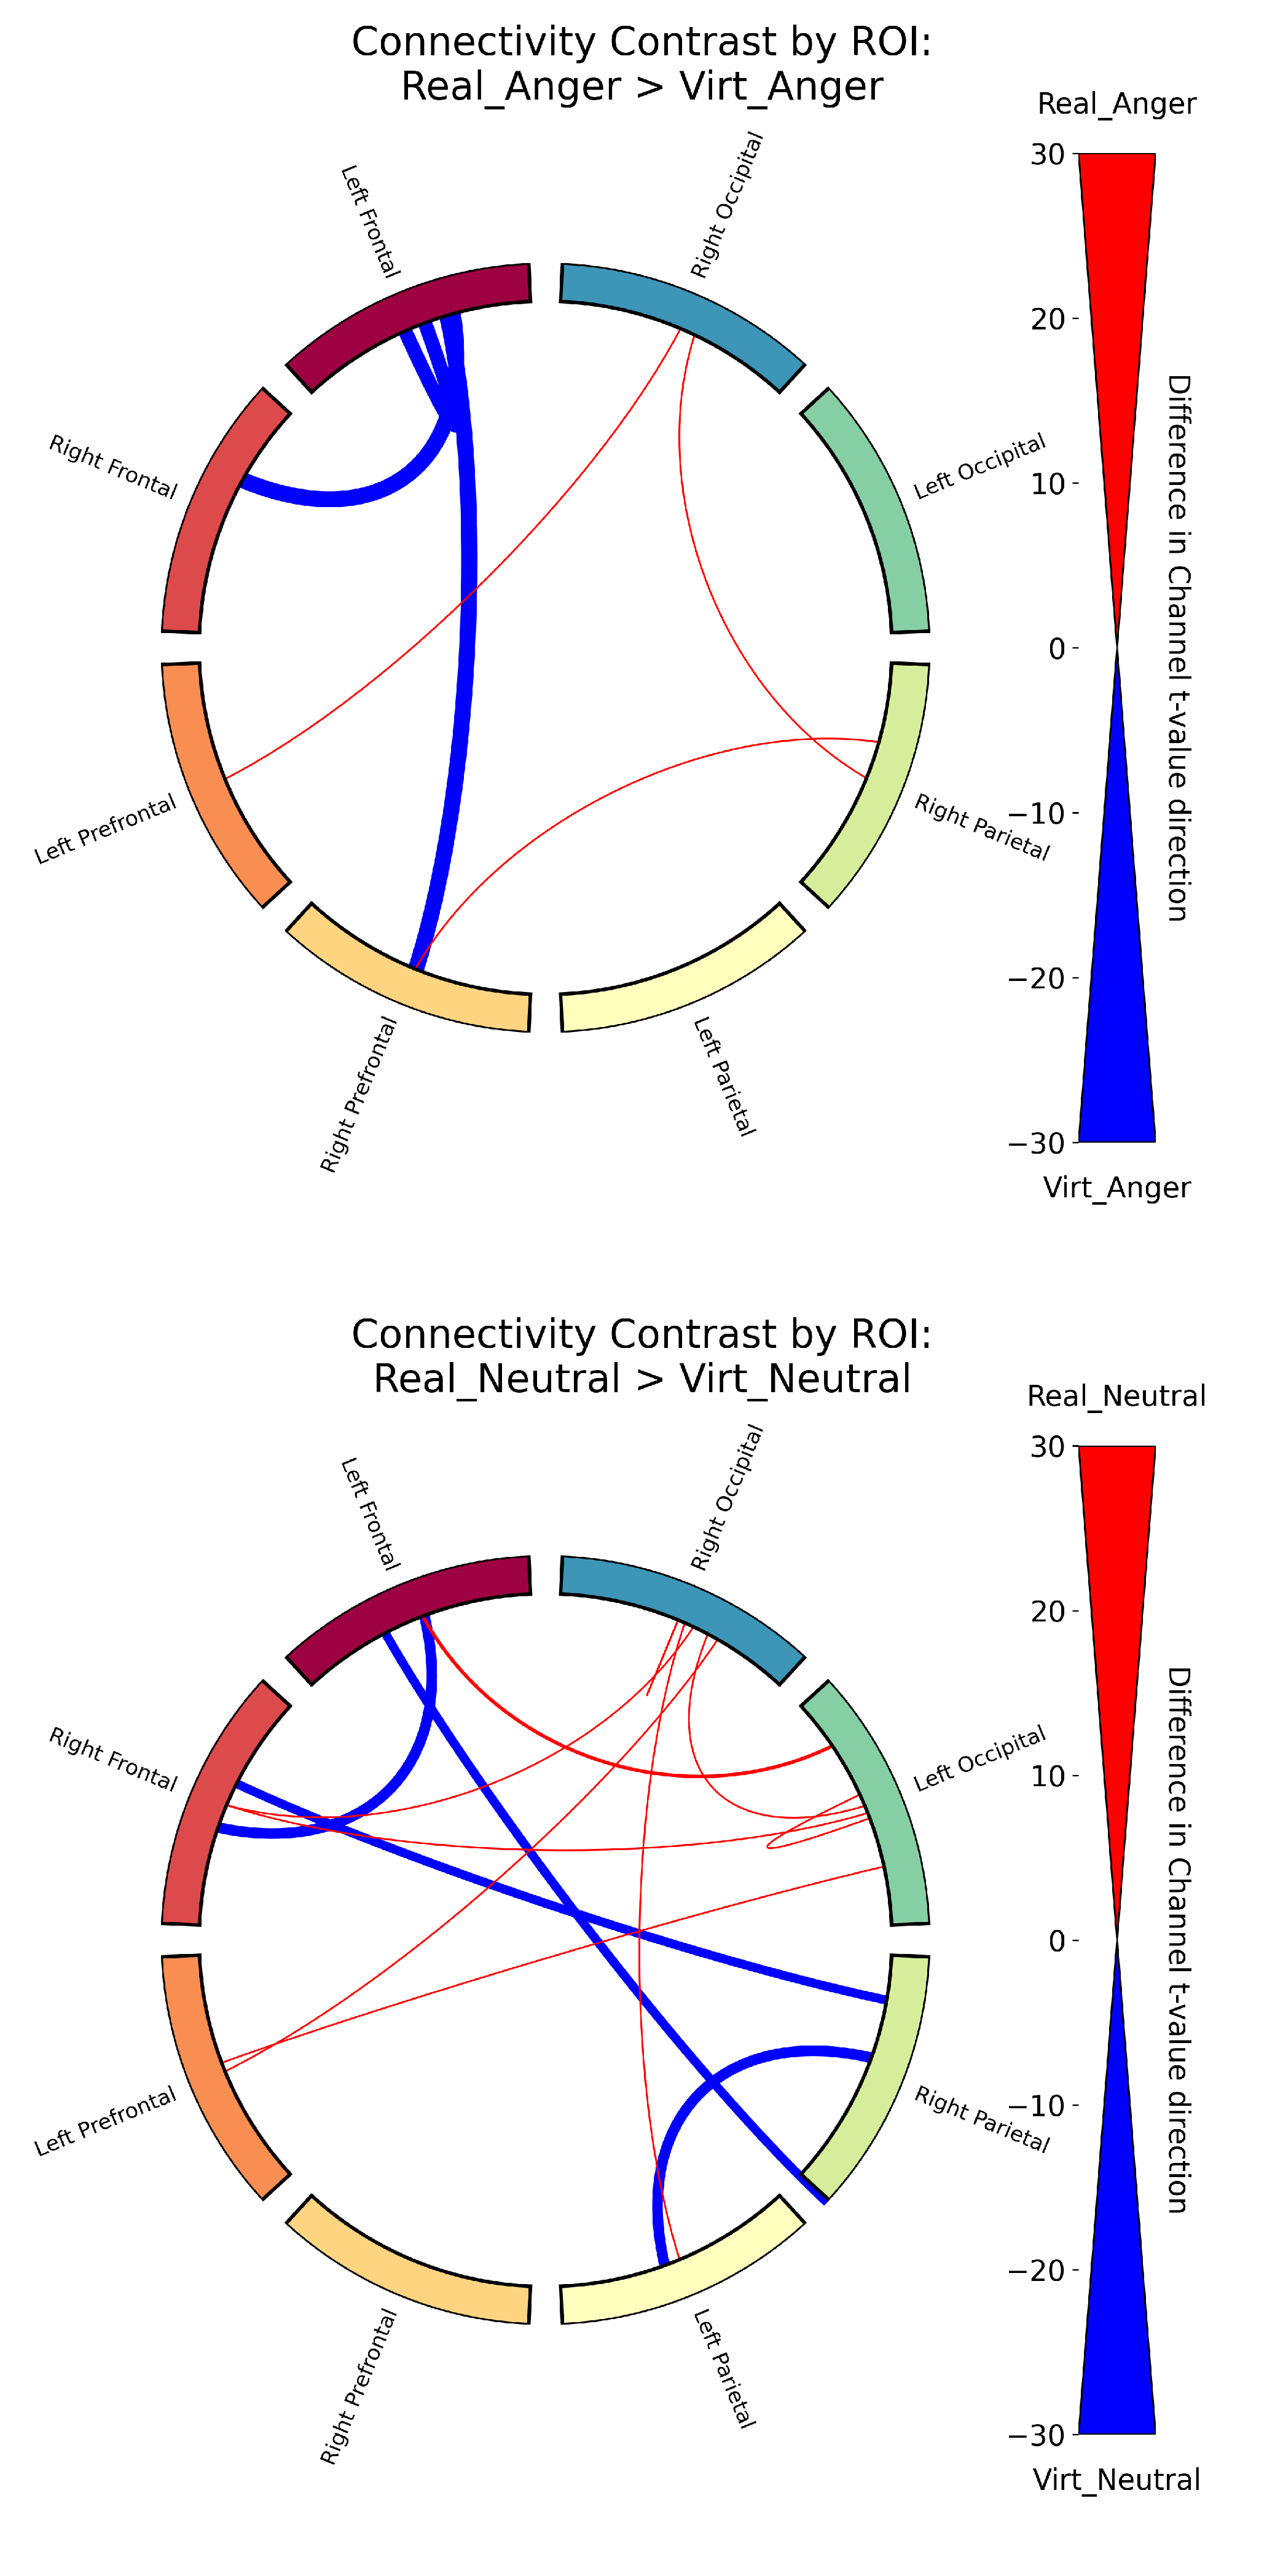 Connectivity Contrast by ROI:
Real_Anger > Virt_Anger
Real_Anger
30
20
10
0
−10
−20
−30
Virt_Anger
Difference in Channel t-value direction
Left Frontal
Right Occipital
Right Frontal
Left Occipital
Left Prefrontal
Right Parietal
Right Prefrontal
Left Parietal
Connectivity Contrast by ROI:
Real_Neutral > Virt_Neutral
Real_Neutral
30
20
10
0
−10
−20
−30
Virt_Neutral
Difference in Channel t-value direction
Left Frontal
Right Occipital
Right Frontal
Left Occipital
Left Prefrontal
Right Parietal
Right Prefrontal
Left Parietal